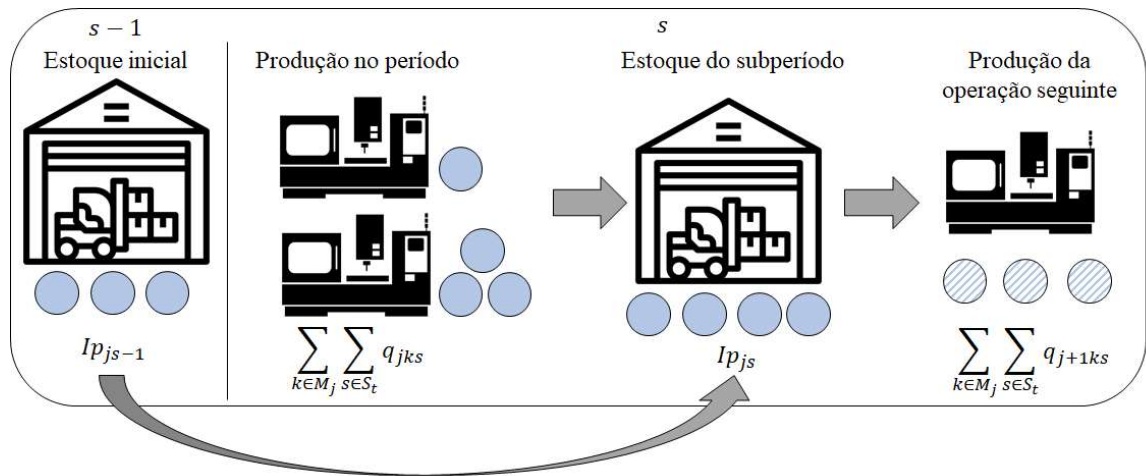 s − 1
s
Estoque inicial
Produção no período
Estoque do subperíodo
Produção da
operação seguinte
Ip_{js−1}
∑_{k∈M_j} ∑_{s∈S_t} q_{jks}
Ip_{js}
∑_{k∈M_j} ∑_{s∈S_t} q_{j+1ks}